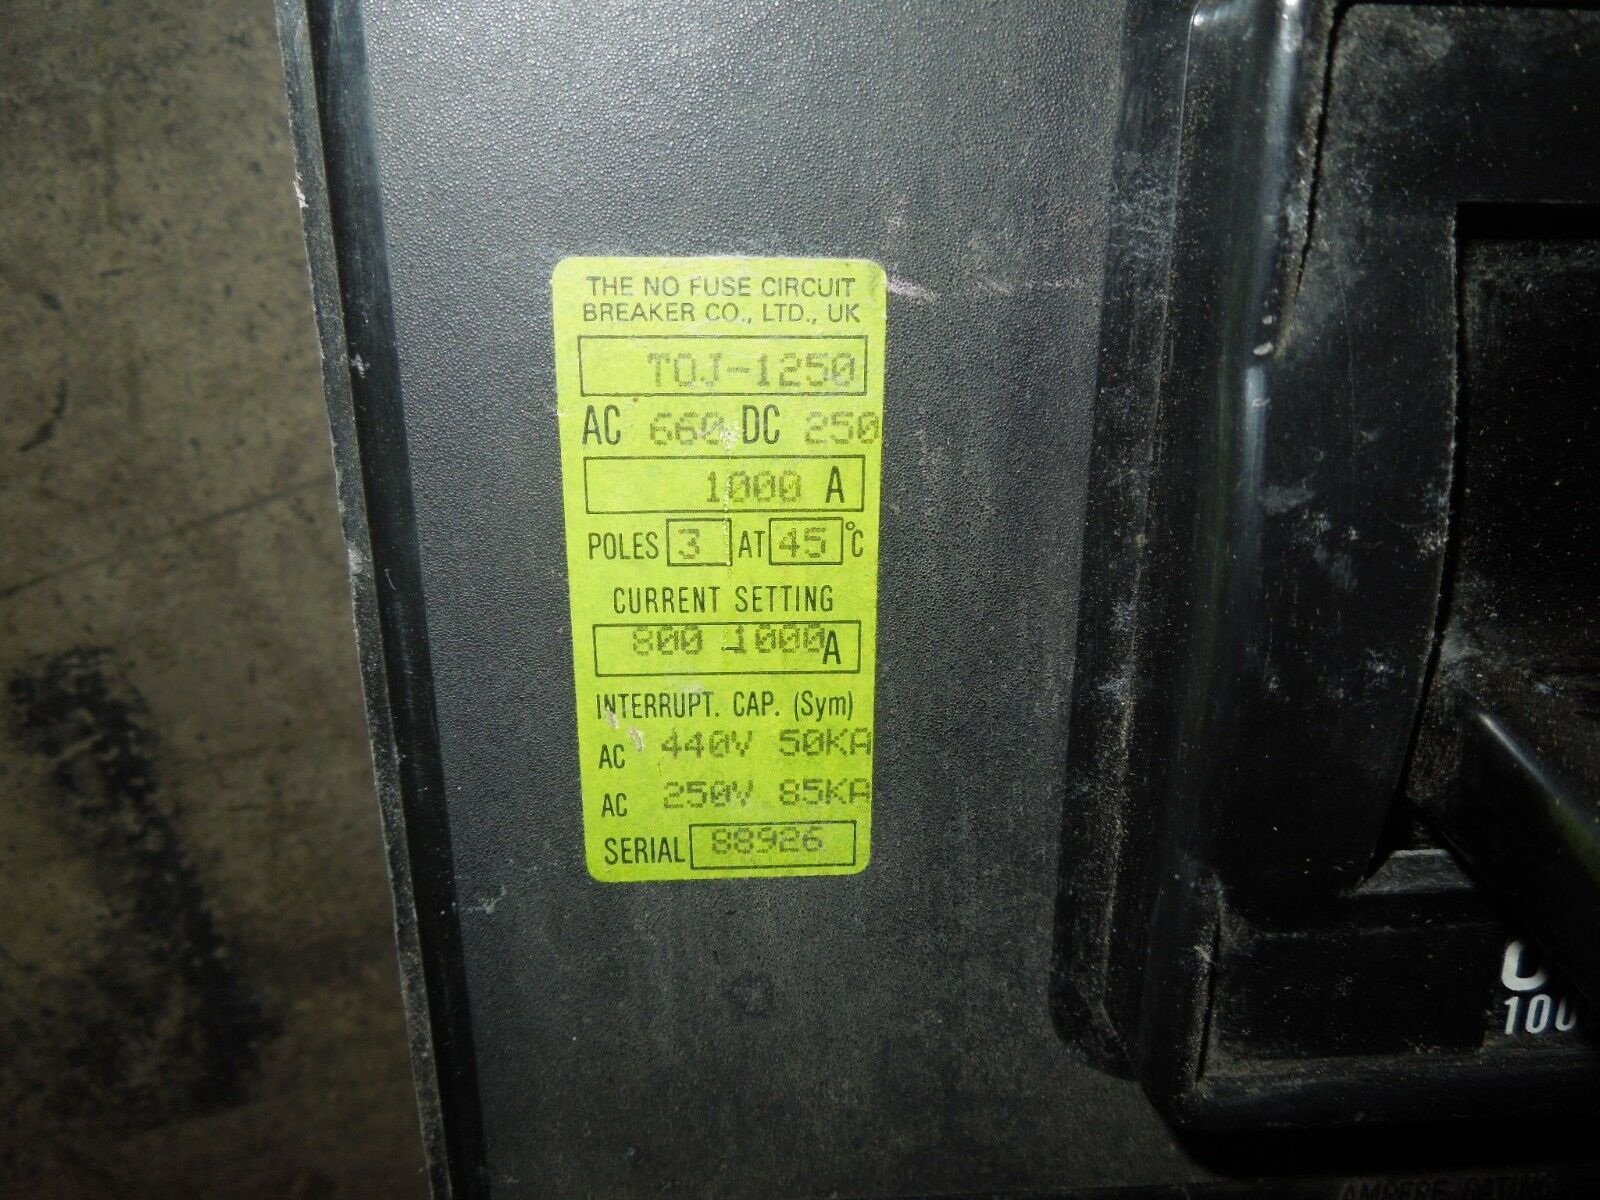 THE NO FUSE CIRCUIT
BREAKER CO., LTD., UK
TOJ-1250
AC 660 DC 250
1000 A
POLES 3 AT 45°C
CURRENT SETTING
800-1000A
INTERRUPT. CAP. (Sym)
AC 440V 50KA
AC 250V 85KA
SERIAL 88926
100